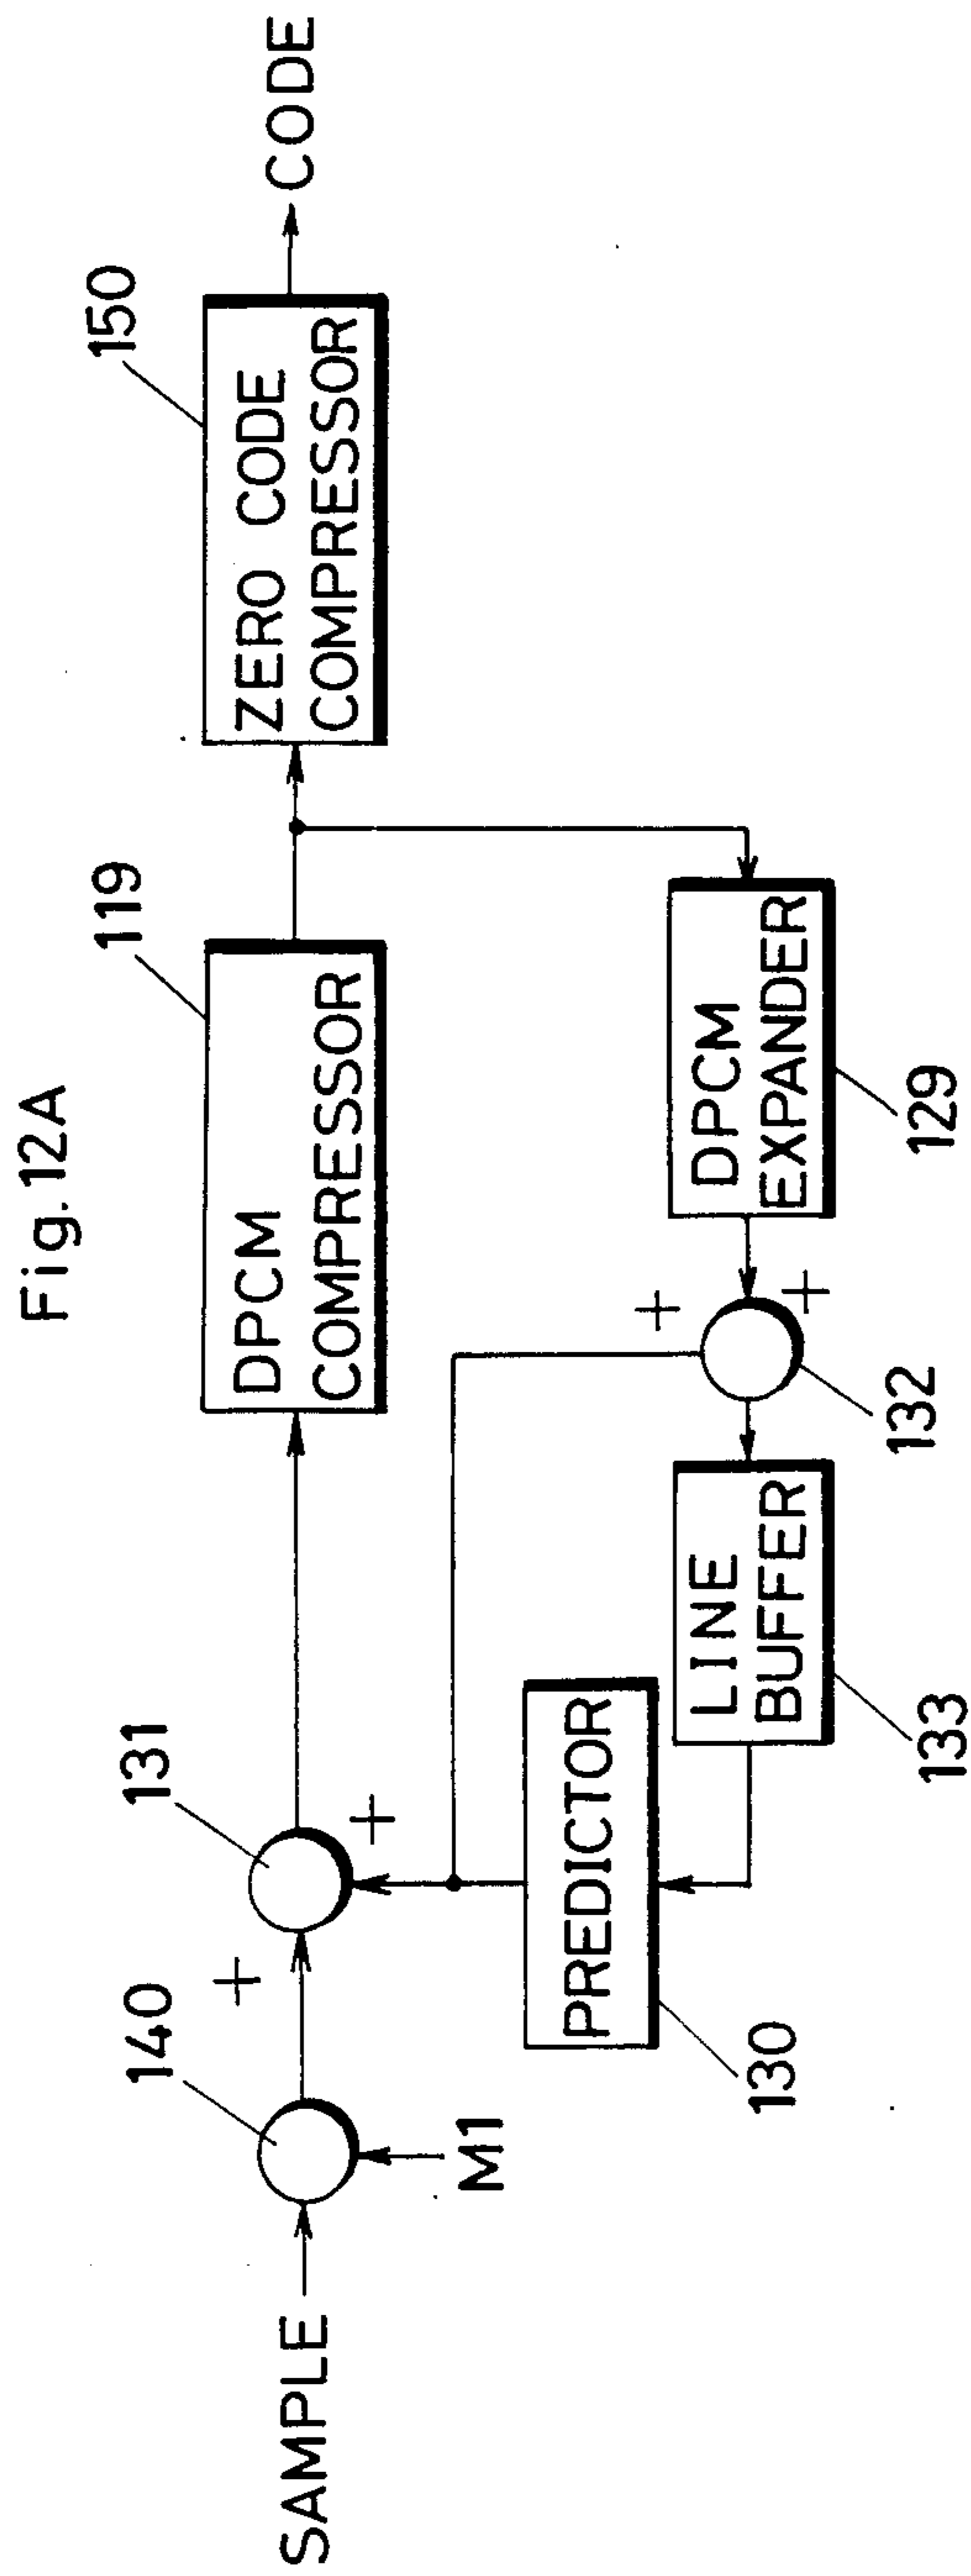 Fig. 12A
SAMPLE
140
M1
+
131
+
PREDICTOR
130
DPCM
COMPRESSOR
119
ZERO CODE
COMPRESSOR
150
CODE
LINE
BUFFER
133
+
+
132
DPCM
EXPANDER
129